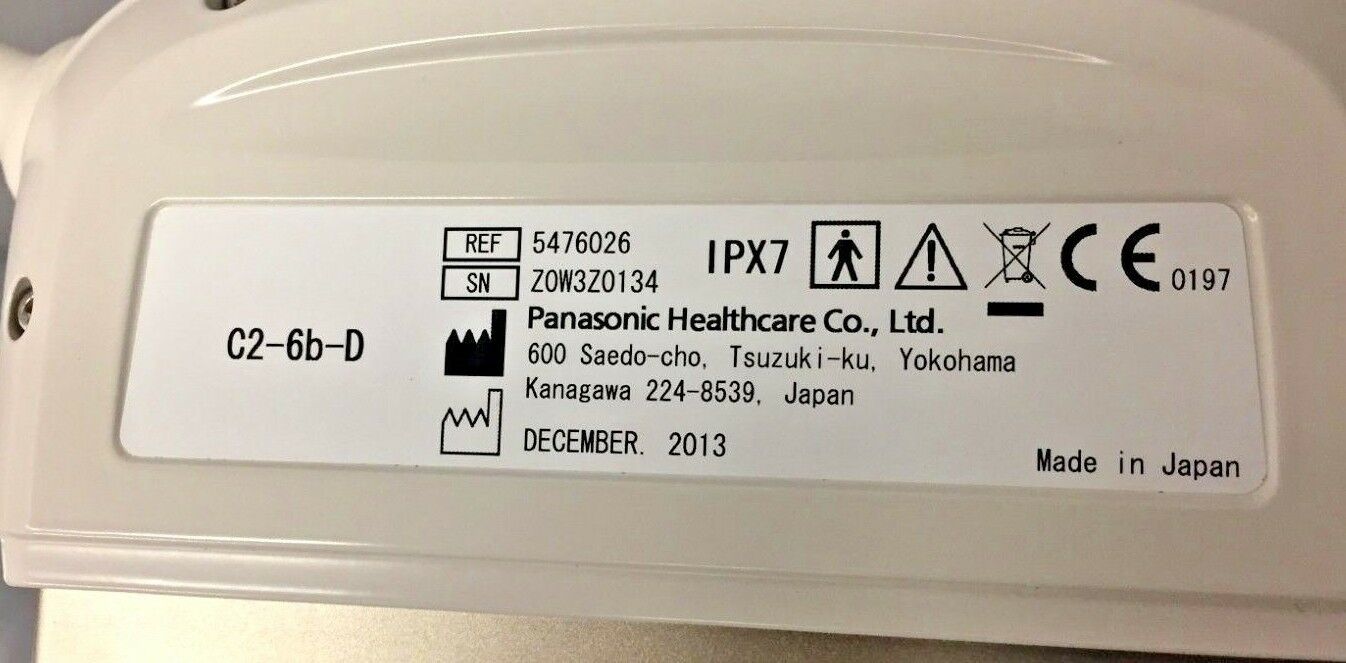 C2-6b-D
REF 5476026
SN Z0W3Z0134
IPX7
CE 0197
Panasonic Healthcare Co., Ltd.
600 Saedo-cho, Tsuzuki-ku, Yokohama
Kanagawa 224-8539, Japan
DECEMBER. 2013
Made in Japan